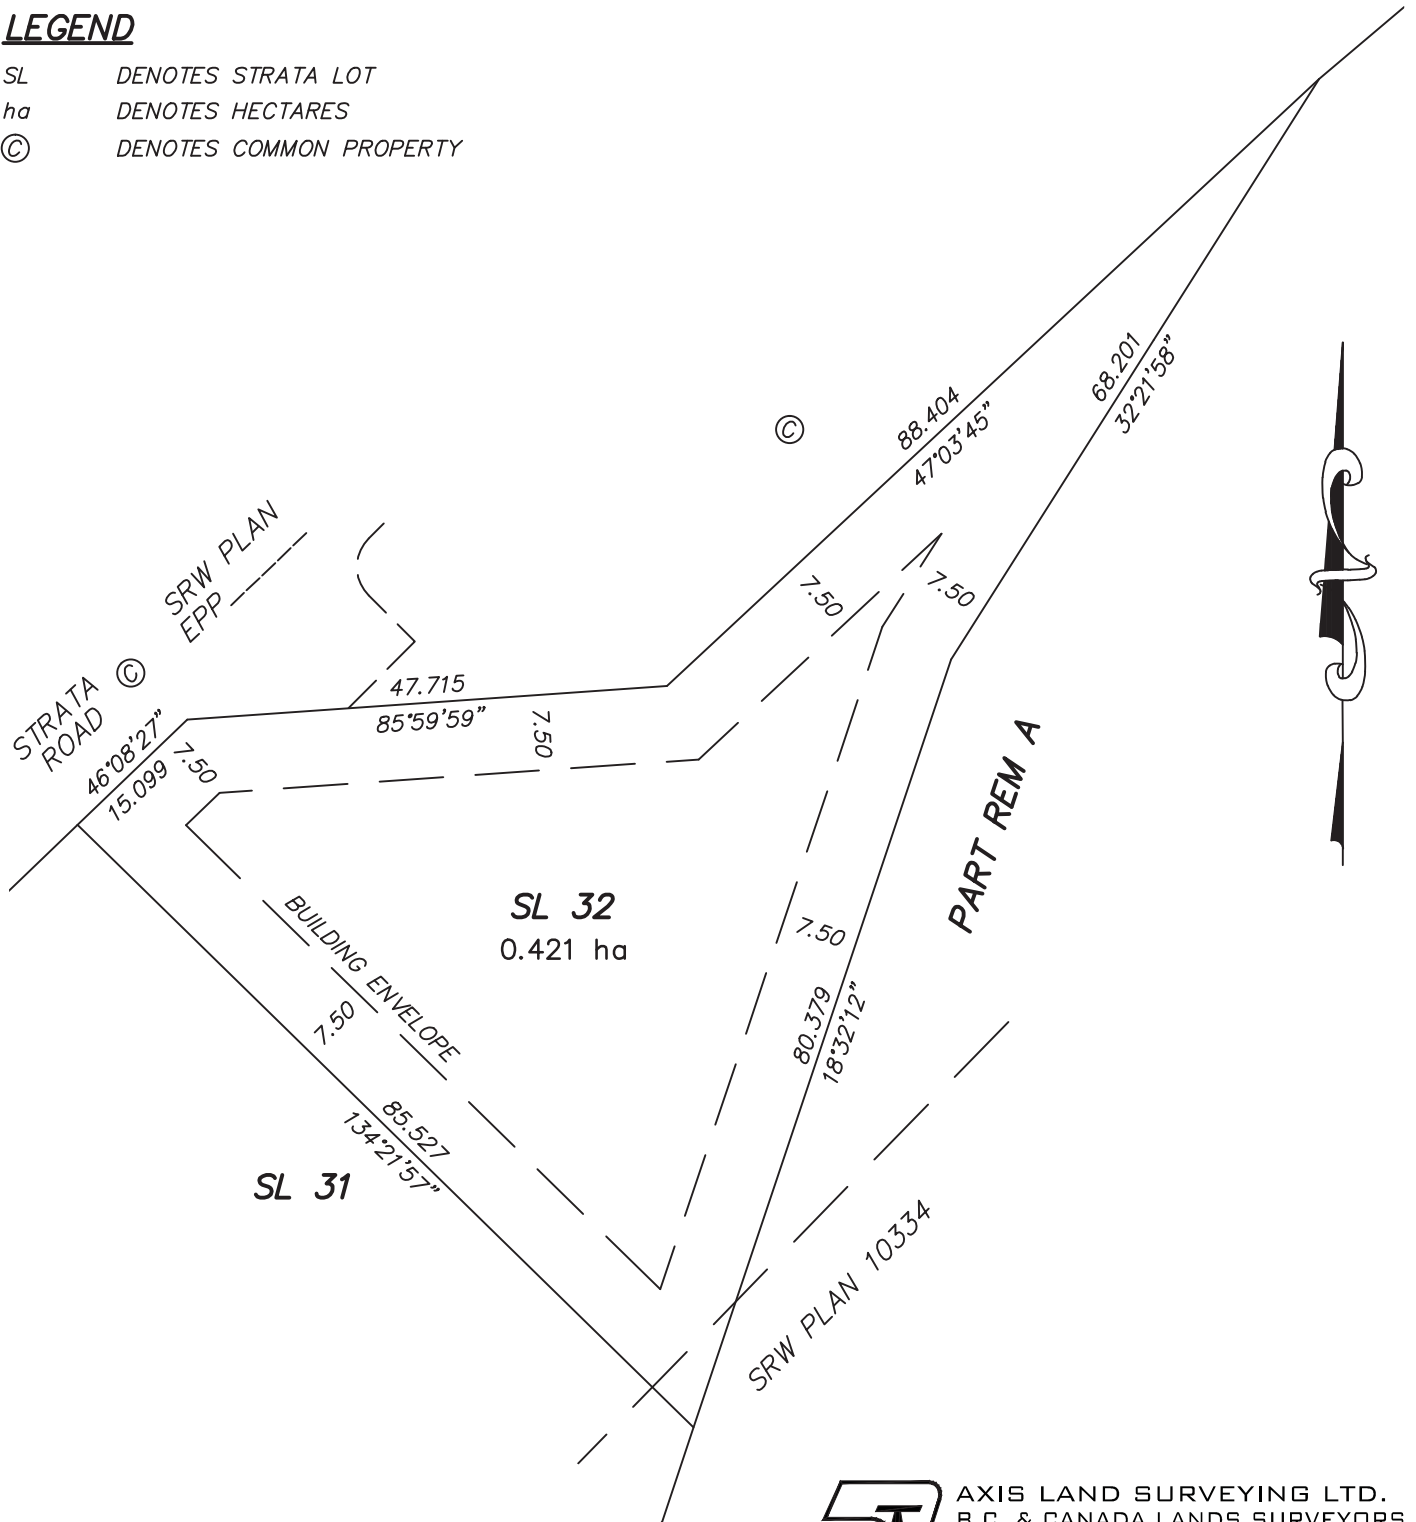 LEGEND
SL DENOTES STRATA LOT
ha DENOTES HECTARES
C DENOTES COMMON PROPERTY
68.201
32°21'58"
88.404
47°03'45"
C
SRW PLAN
EPP
7.50
7.50
STRATA
ROAD
C
47.715
85°59'59"
7.50
46°08'27"
15.099
7.50
PART REM A
SL 32
0.421 ha
BUILDING ENVELOPE
7.50
7.50
80.379
18°32'12"
85.527
134°21'57"
SL 31
SRW PLAN 10334
AXIS LAND SURVEYING LTD.
B.C. & CANADA LANDS SURVEYORS